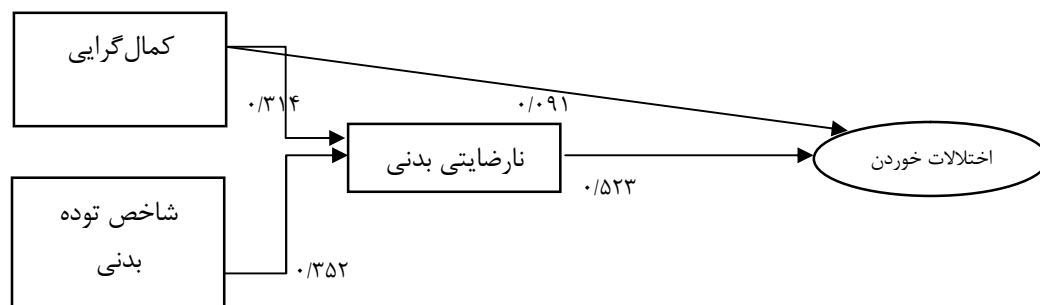 کمال‌گرایی
۰/۳۱۴
۰/۰۹۱
نارضایتی بدنی
اختلالات خوردن
۰/۵۲۳
شاخص توده
بدنی
۰/۳۵۲